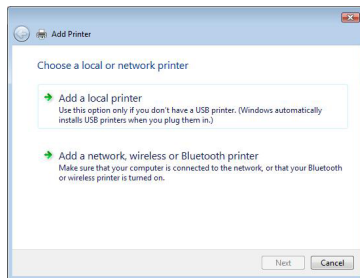 Add Printer
Choose a local or network printer
Add a local printer
Use this option only if you don't have a USB printer. (Windows automatically
installs USB printers when you plug them in.)
Add a network, wireless or Bluetooth printer
Make sure that your computer is connected to the network, or that your Bluetooth
or wireless printer is turned on.
Next Cancel